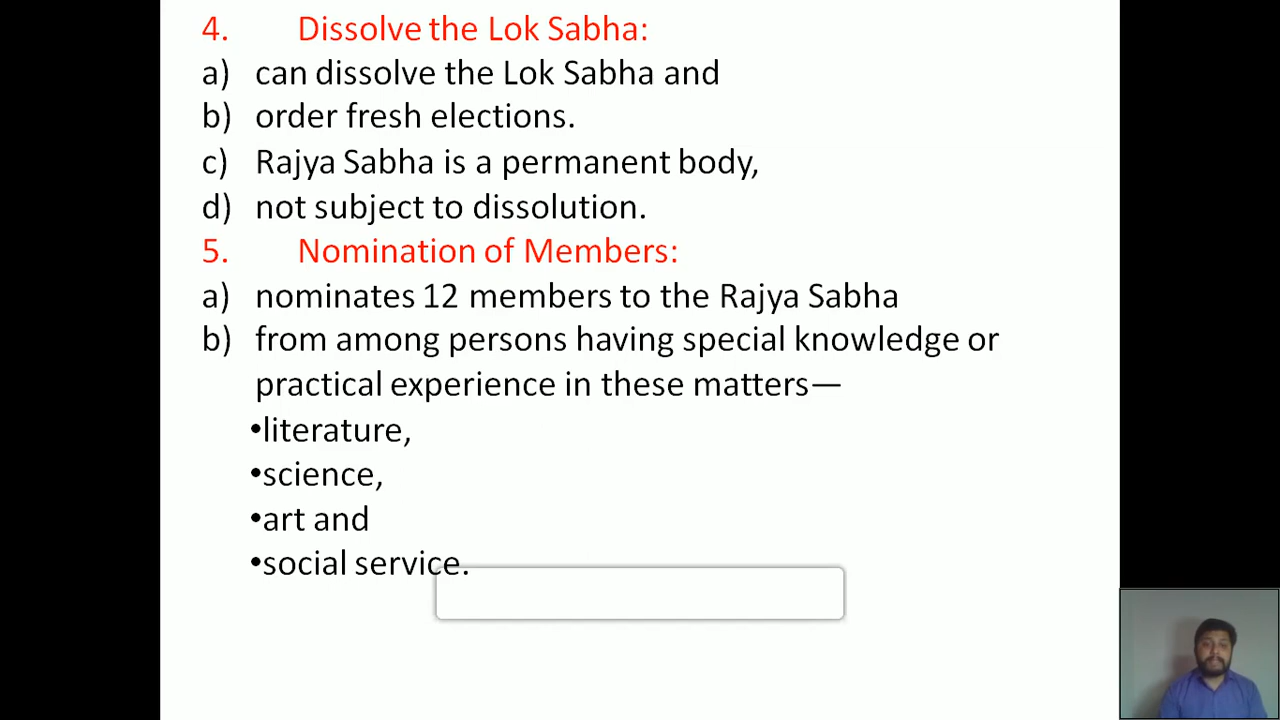 4. Dissolve the Lok Sabha:
a) can dissolve the Lok Sabha and
b) order fresh elections.
c) Rajya Sabha is a permanent body,
d) not subject to dissolution.
5. Nomination of Members:
a) nominates 12 members to the Rajya Sabha
b) from among persons having special knowledge or
practical experience in these matters—
•literature,
•science,
•art and
•social service.